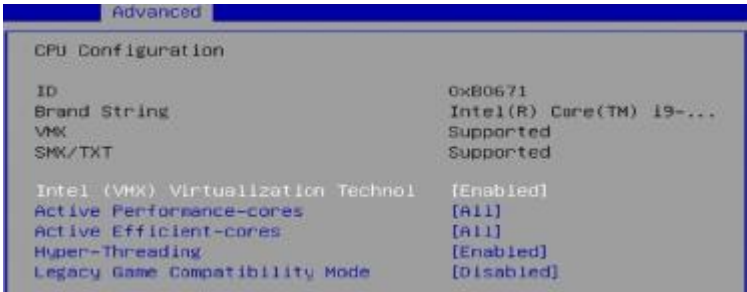 Advanced
CPU Configuration
ID 0xB0671
Brand String Intel(R) Core(TM) i9-...
VMX Supported
SMX/TXT Supported
Intel (VMX) Virtualization Technol [Enabled]
Active Performance-cores [All]
Active Efficient-cores [All]
Hyper-Threading [Enabled]
Legacy Game Compatibility Mode [Disabled]